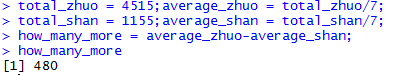 > total_zhuo = 4515;average_zhuo = total_zhuo/7;
> total_shan = 1155;average_shan = total_shan/7;
> how_many_more = average_zhuo-average_shan;
> how_many_more
[1] 480